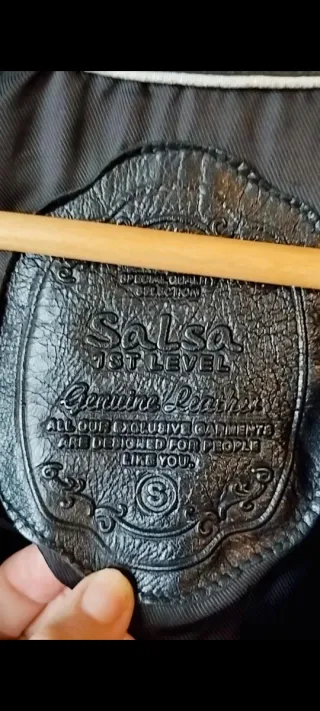 SPECIAL QUALITY
SELECTION
Salsa
1ST LEVEL
Genuine Leather
ALL OUR EXCLUSIVE GARMENTS
ARE DESIGNED FOR PEOPLE
LIKE YOU.
S